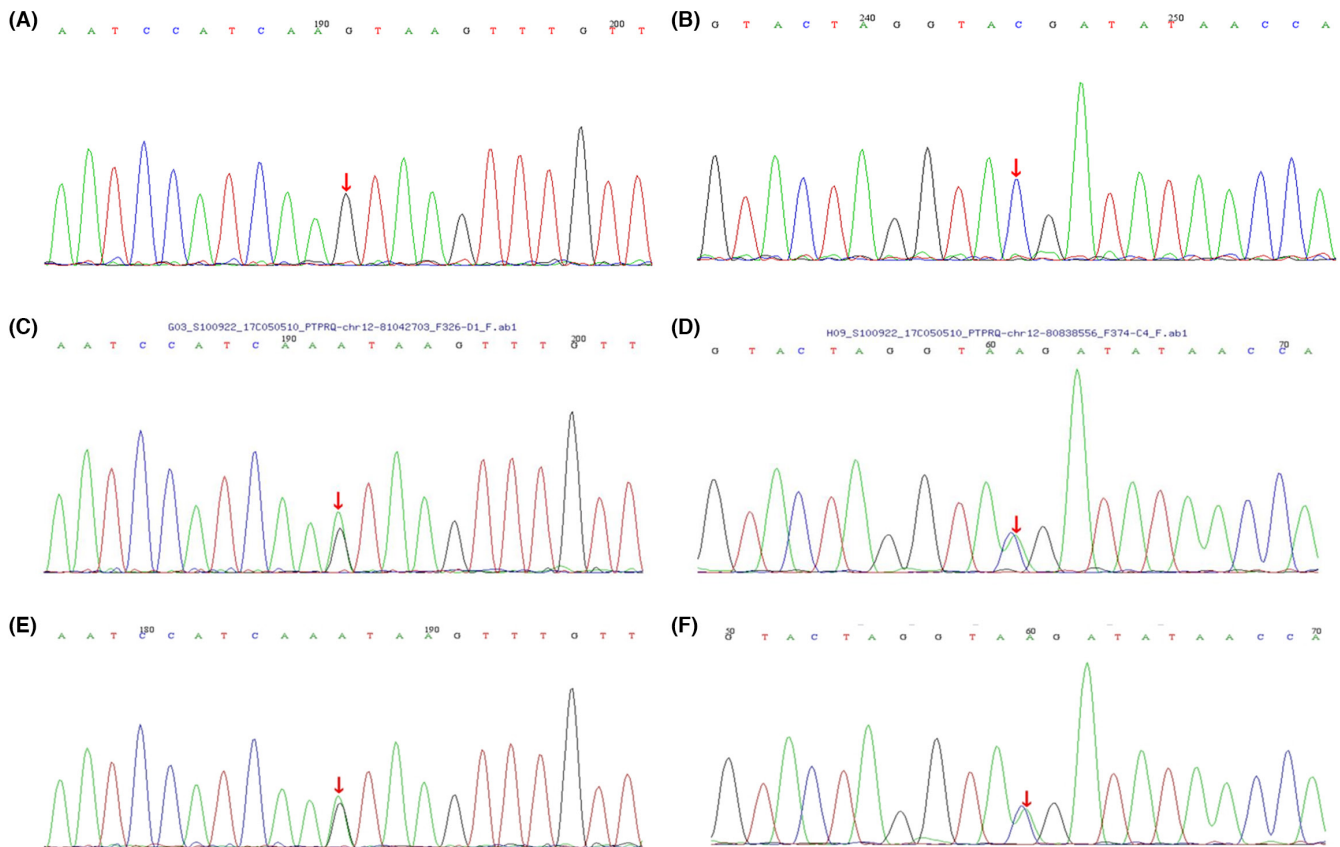 (A)
190 200
A A T C C A T C A A G T A A G T T T G T T
(B)
240 250
G T A C T A G G T A C G A T A T A A C C A
(C)
G03_S100922_17C050510_PTPRQ-chr12-81042703_F326-D1_F.ab1
190 200
A A T C C A T C A A A T A A G T T T G T T
(D)
H09_S100922_17C050510_PTPRQ-chr12-80838556_F374-C4_F.ab1
60 70
G T A C T A G G T A A G A T A T A A C C A
(E)
180 190
A A T C C A T C A A A T A A G T T T G T T
(F)
50 60 70
G T A C T A G G T A A G A T A T A A C C A